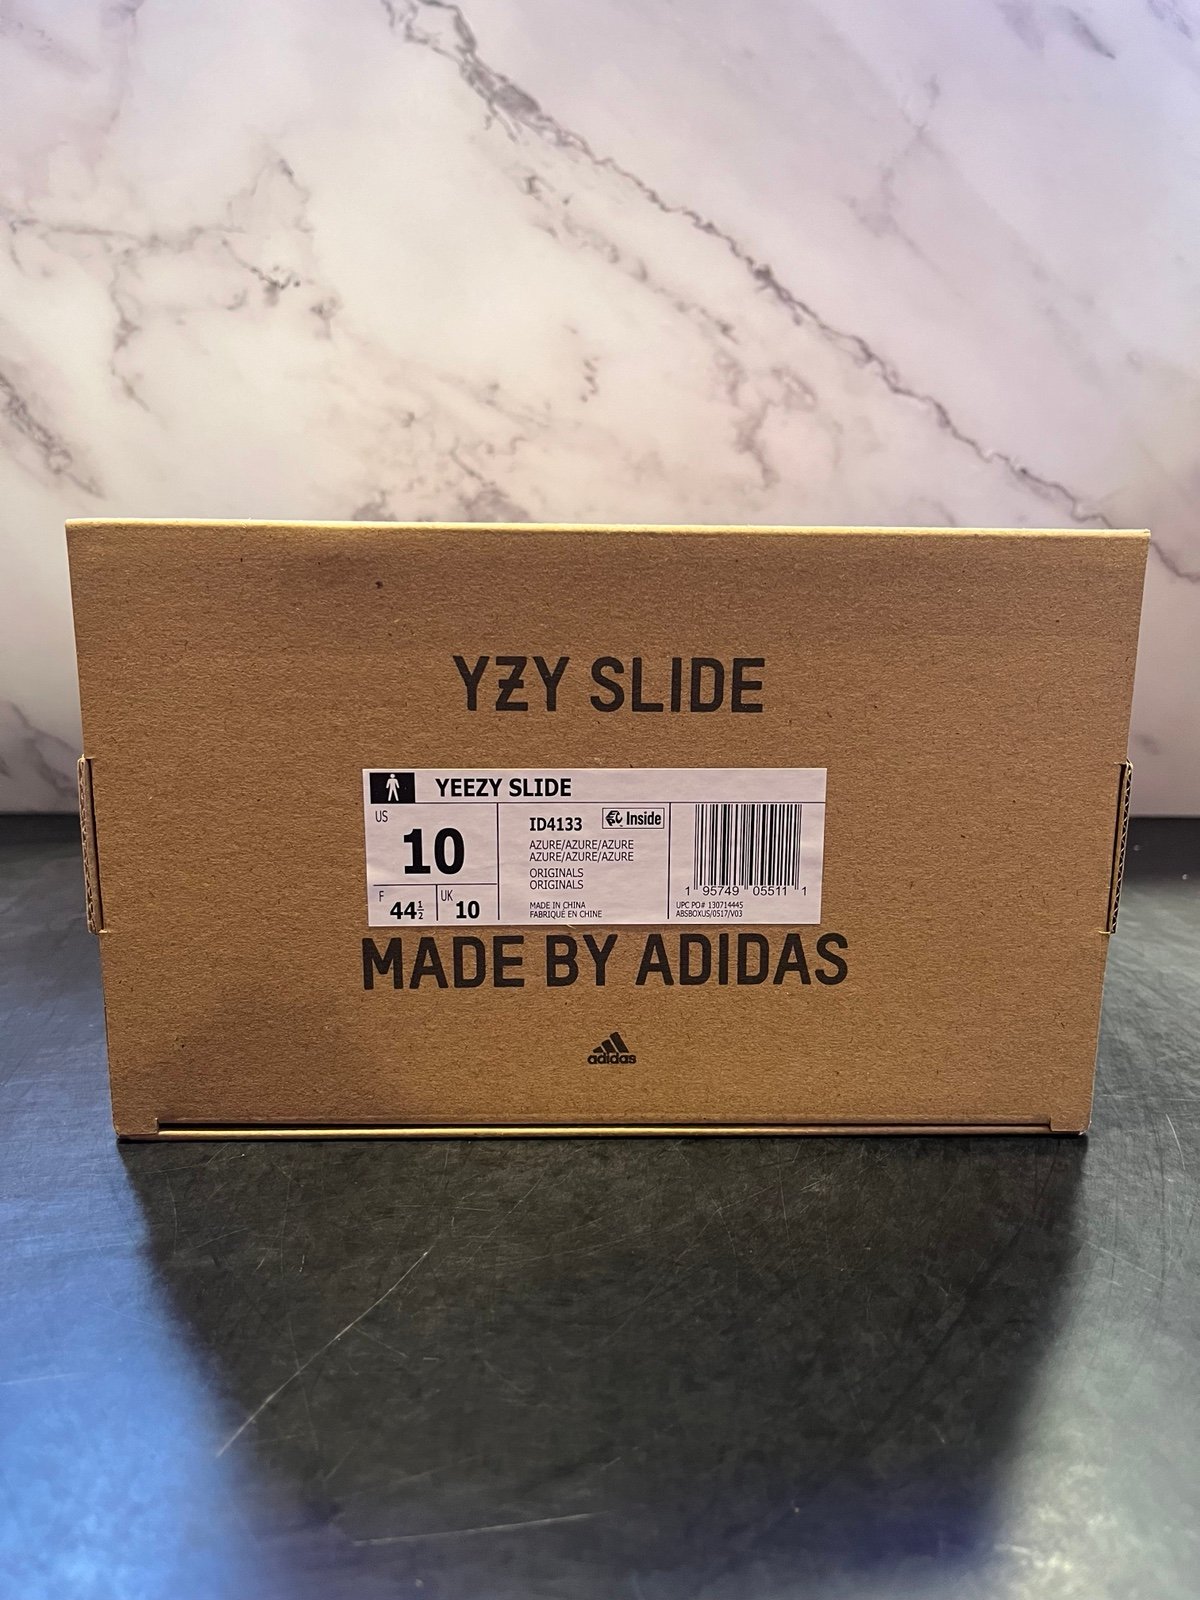 YZY SLIDE
YEEZY SLIDE
US
10
F
44½
UK
10
ID4133
Inside
AZURE/AZURE/AZURE
AZURE/AZURE/AZURE
ORIGINALS
ORIGINALS
MADE IN CHINA
FABRIQUÉ EN CHINE
1 95749 05511 1
UPC PO# 130714445
ABSBOXUS/0517/V03
MADE BY ADIDAS
adidas